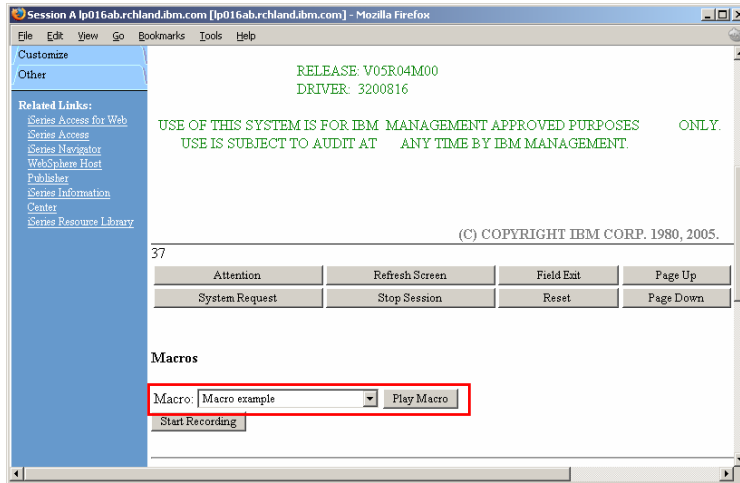 Session A lp016ab.rchland.ibm.com [lp016ab.rchland.ibm.com] - Mozilla Firefox
File Edit View Go Bookmarks Tools Help
Customize
Other
Related Links:
iSeries Access for Web
iSeries Access
iSeries Navigator
WebSphere Host
Publisher
iSeries Information
Center
iSeries Resource Library
RELEASE: V05R04M00
DRIVER: 3200816
USE OF THIS SYSTEM IS FOR IBM MANAGEMENT APPROVED PURPOSES ONLY.
USE IS SUBJECT TO AUDIT AT ANY TIME BY IBM MANAGEMENT.
(C) COPYRIGHT IBM CORP. 1980, 2005.
37
Attention Refresh Screen Field Exit Page Up
System Request Stop Session Reset Page Down
Macros
Macro: Macro example Play Macro
Start Recording